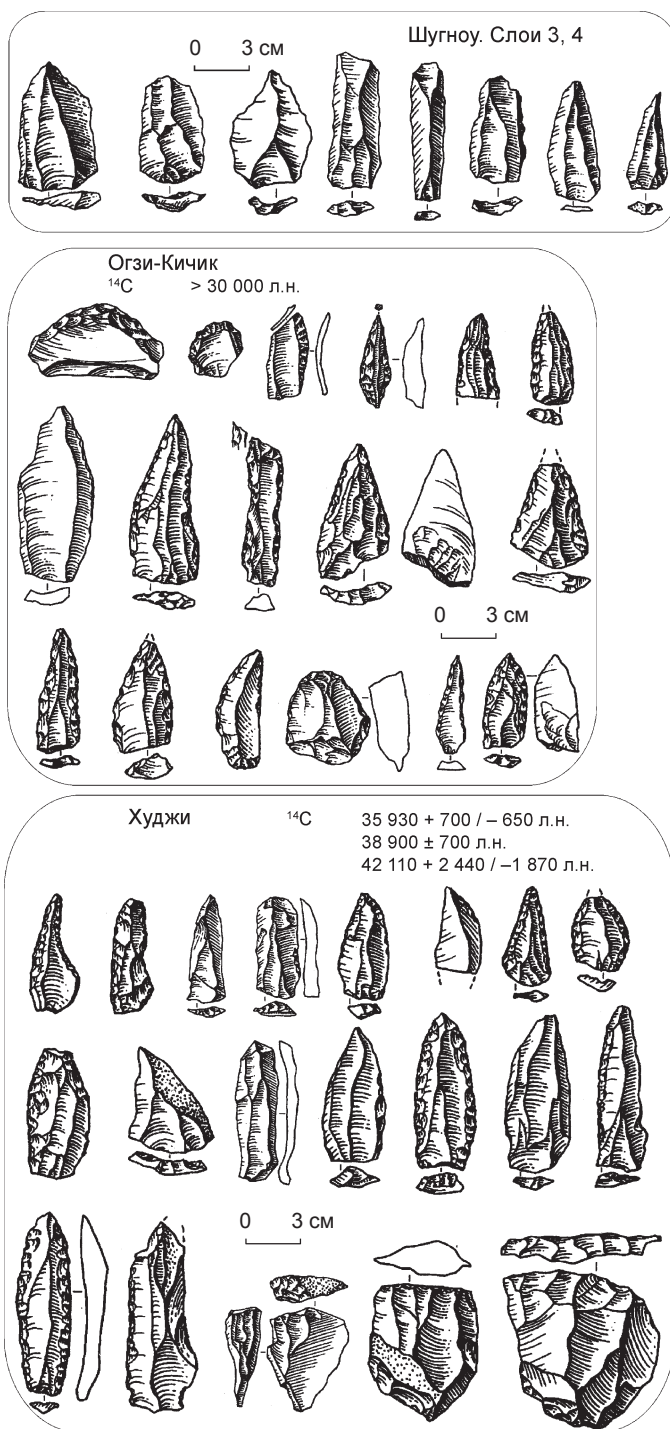 Шугноу. Слои 3, 4
0 3 см
Огзи-Кичик
¹⁴C > 30 000 л.н.
0 3 см
Худжи ¹⁴C 35 930 + 700 / – 650 л.н.
38 900 ± 700 л.н.
42 110 + 2 440 / –1 870 л.н.
0 3 см